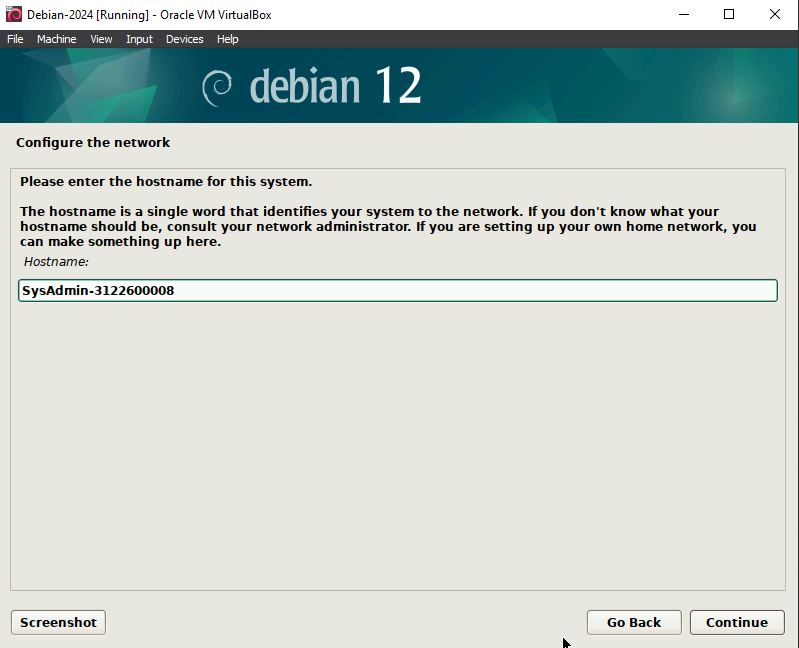 Debian-2024 [Running] - Oracle VM VirtualBox
File Machine View Input Devices Help
debian 12
Configure the network
Please enter the hostname for this system.
The hostname is a single word that identifies your system to the network. If you don't know what your
hostname should be, consult your network administrator. If you are setting up your own home network, you
can make something up here.
Hostname:
SysAdmin-3122600008
Screenshot Go Back Continue